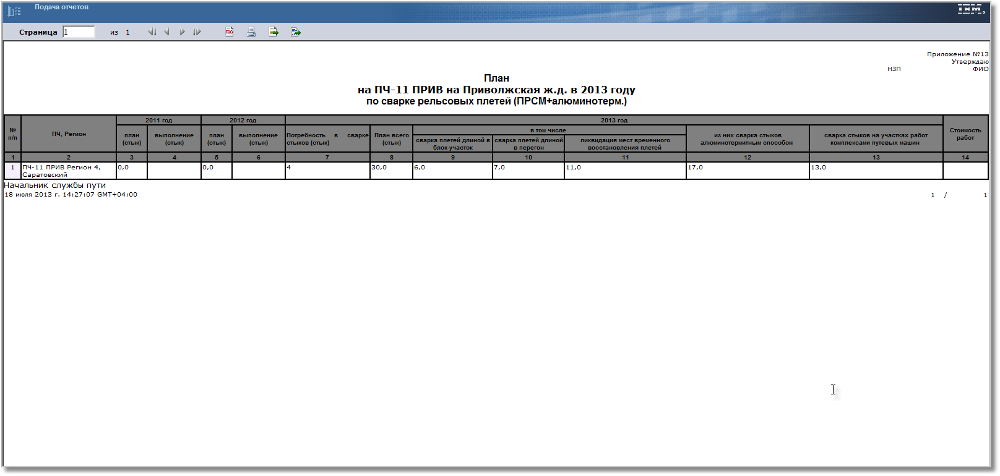 Подача отчетов
IBM.
Страница 1 из 1
TOC
Приложение №13
Утверждаю
НЗП ФИО
План
на ПЧ-11 ПРИВ на Приволжская ж.д. в 2013 году
по сварке рельсовых плетей (ПРСМ+алюминотерм.)
№ п/п
ПЧ, Регион
2011 год
2012 год
2013 год
Стоимость работ
план (стык)
выполнение (стык)
план (стык)
выполнение (стык)
Потребность в сварке стыков (стык)
План всего (стык)
в том числе
сварка плетей длиной в блок-участок
сварка плетей длиной в перегон
ликвидация мест временного восстановления плетей
из них сварка стыков алюминотермитным способом
сварка стыков на участках работ комплексами путевых машин
1 2 3 4 5 6 7 8 9 10 11 12 13 14
1 ПЧ-11 ПРИВ Регион 4, Саратовский 0,0 0,0 4 30,0 6,0 7,0 11,0 17,0 13,0
Начальник службы пути
18 июля 2013 г. 14:27:07 GMT+04:00
1 / 1